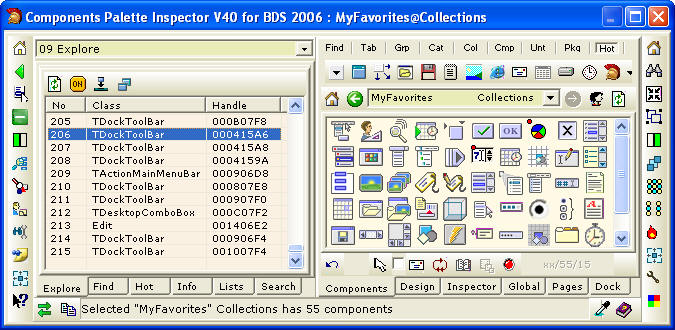 Components Palette Inspector V40 for BDS 2006 : MyFavorites@Collections
09 Explore
ON
No Class Handle
205 TDockToolBar 000B07F8
206 TDockToolBar 000415A6
207 TDockToolBar 000415A8
208 TDockToolBar 0004159A
209 TActionMainMenuBar 000906D8
210 TDockToolBar 000807E8
211 TDockToolBar 000907F0
212 TDesktopComboBox 000C07F2
213 Edit 001406E2
214 TDockToolBar 000906F4
215 TDockToolBar 001007F4
Explore Find Hot Info Lists Search
Find Tab Grp Cat Col Cmp Unt Pkg Hot
MyFavorites Collections
OK
xx/55/15
Components Design Inspector Global Pages Dock
Selected "MyFavorites" Collections has 55 components